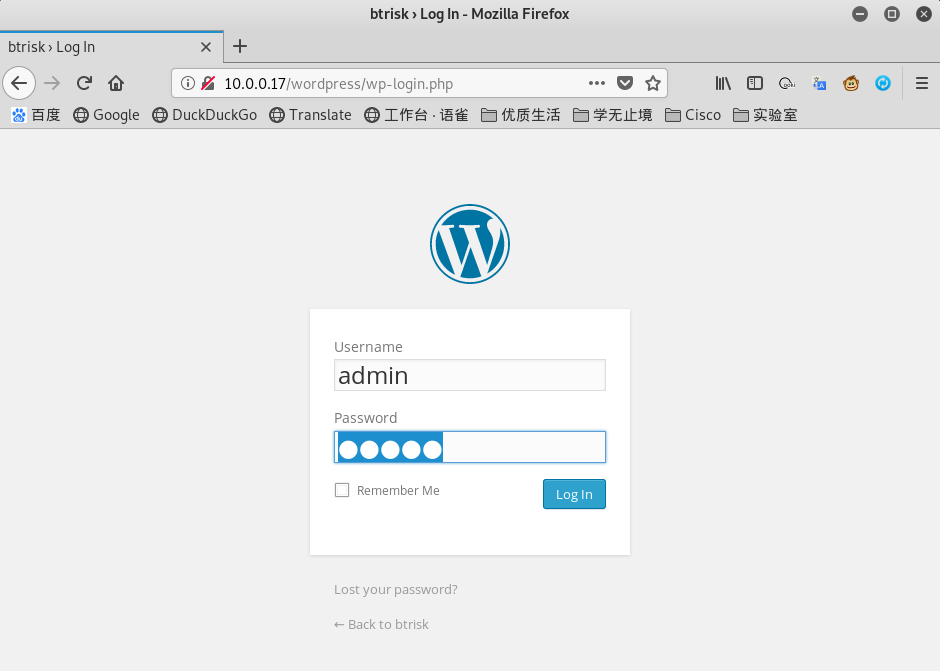 btrisk › Log In - Mozilla Firefox
btrisk › Log In
10.0.0.17/wordpress/wp-login.php
百度 Google DuckDuckGo Translate 工作台 · 语雀 优质生活 学无止境 Cisco 实验室
Username
admin
Password
Remember Me Log In
Lost your password?
← Back to btrisk